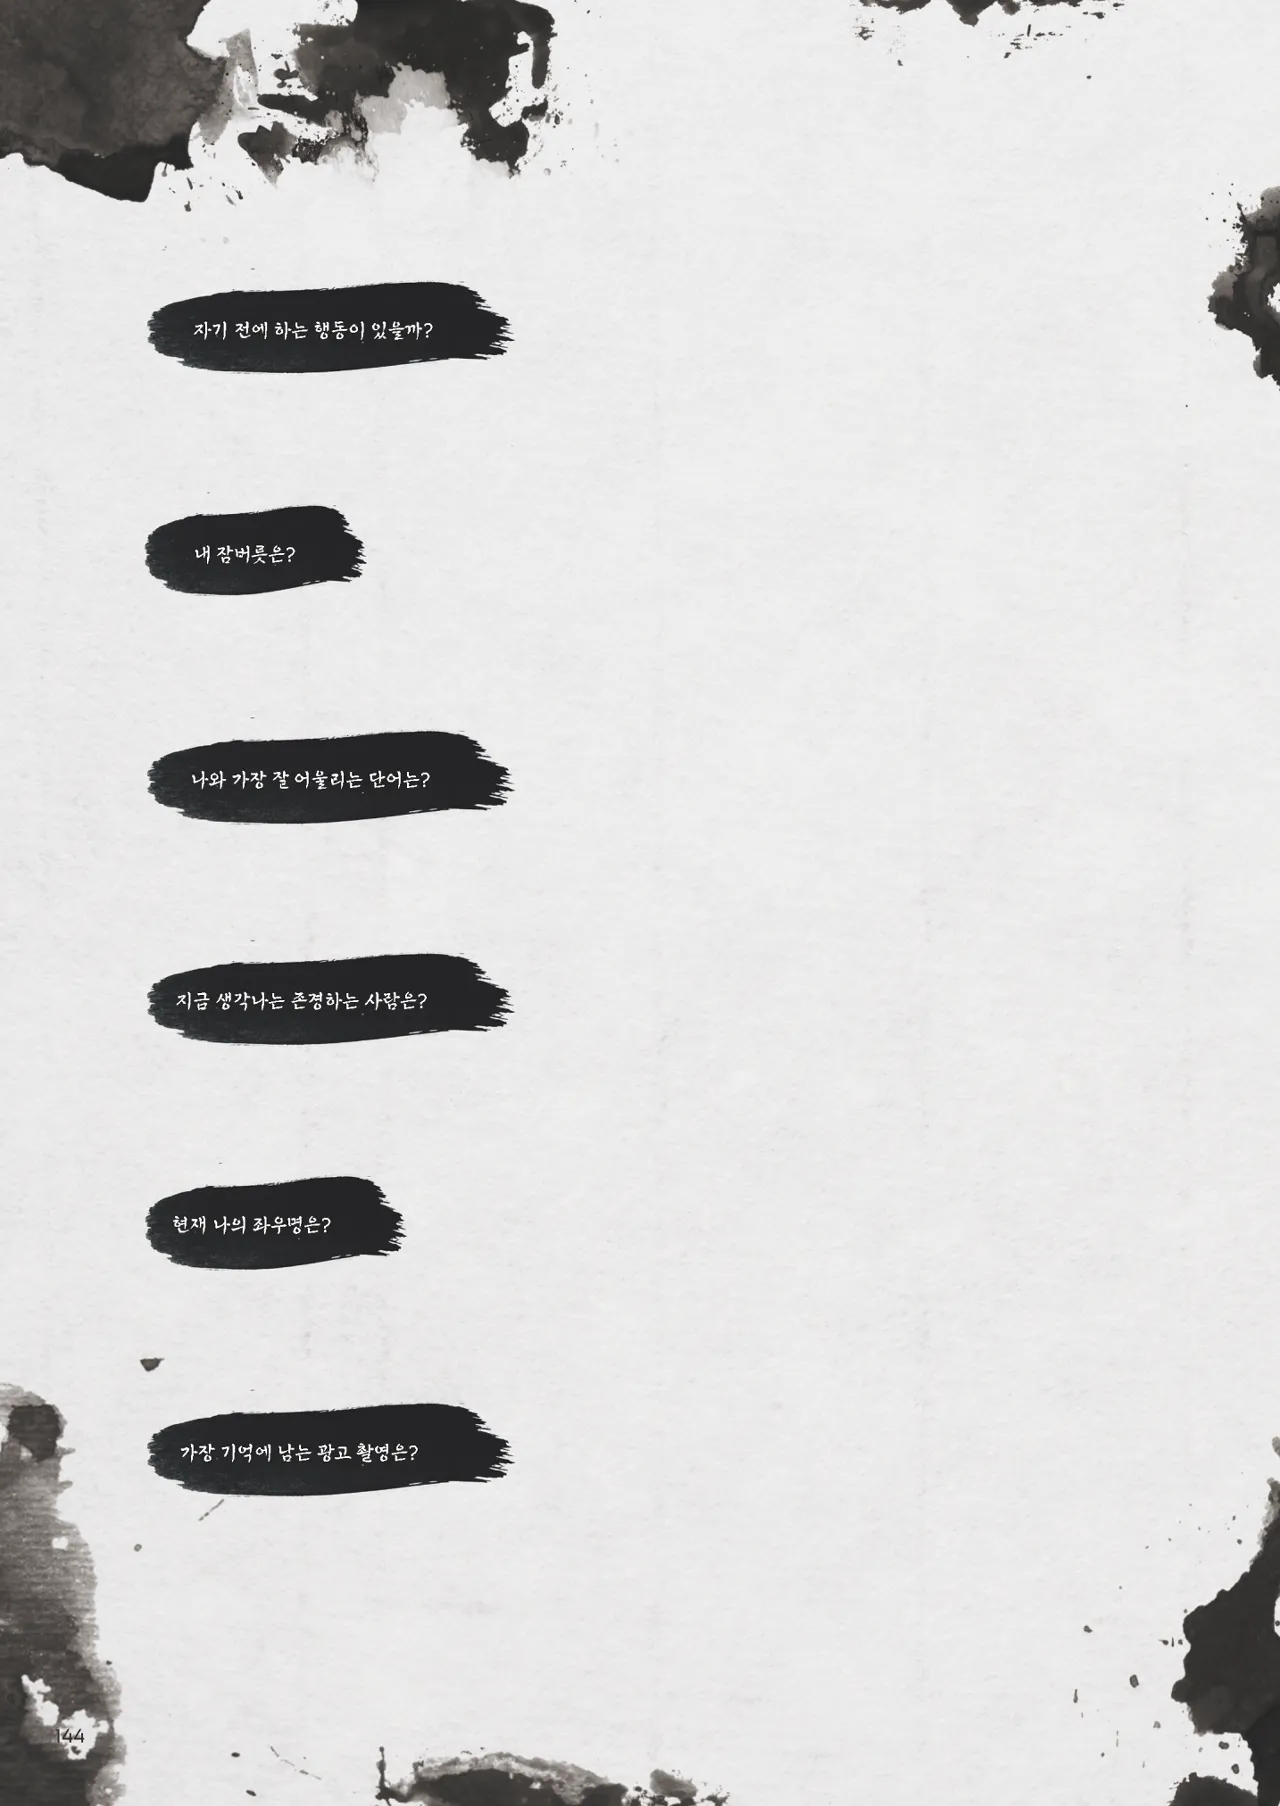 자기 전에 하는 행동이 있을까?
내 잠버릇은?
나와 가장 잘 어울리는 단어는?
지금 생각나는 존경하는 사람은?
현재 나의 좌우명은?
가장 기억에 남는 광고 촬영은?
144